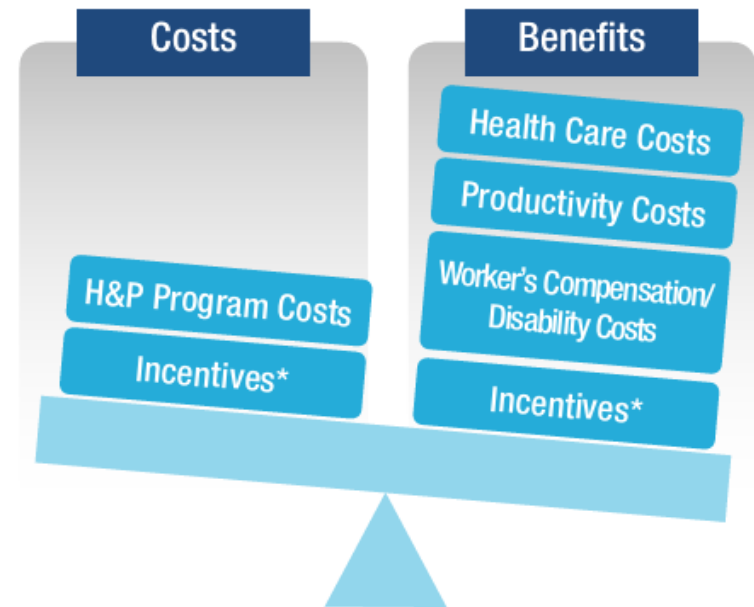 Costs
H&P Program Costs
Incentives*
Benefits
Health Care Costs
Productivity Costs
Worker's Compensation/
Disability Costs
Incentives*